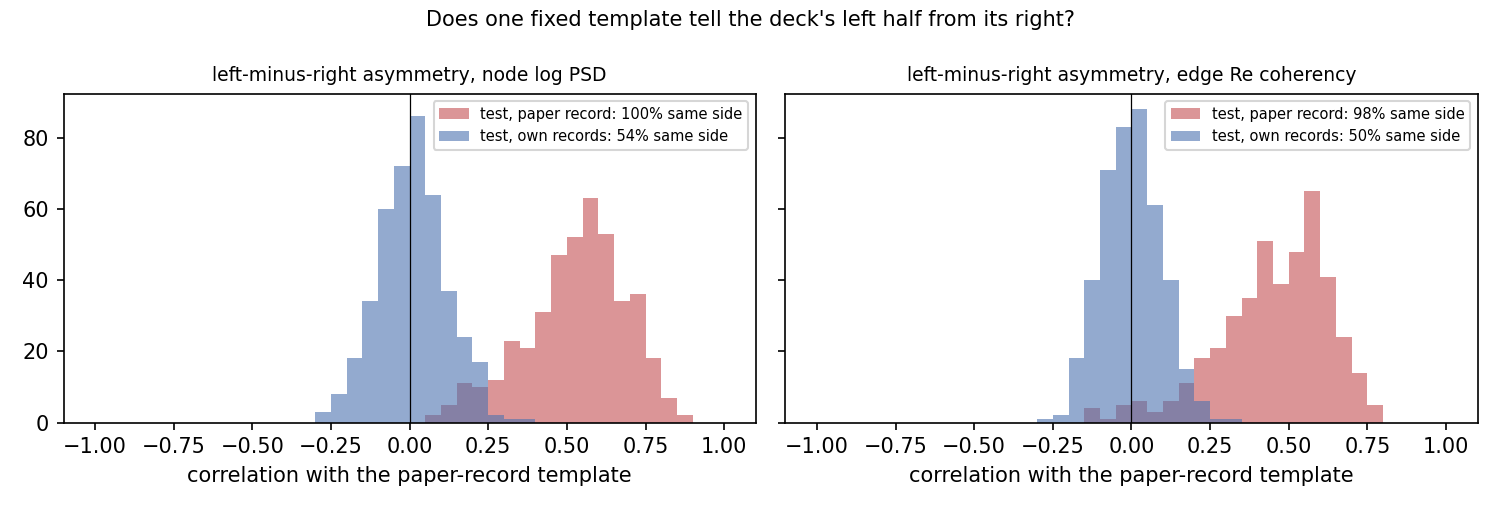 Does one fixed template tell the deck's left half from its right?
left-minus-right asymmetry, node log PSD
test, paper record: 100% same side
test, own records: 54% same side
80
60
40
20
0
−1.00 −0.75 −0.50 −0.25 0.00 0.25 0.50 0.75 1.00
correlation with the paper-record template
left-minus-right asymmetry, edge Re coherency
test, paper record: 98% same side
test, own records: 50% same side
−1.00 −0.75 −0.50 −0.25 0.00 0.25 0.50 0.75 1.00
correlation with the paper-record template